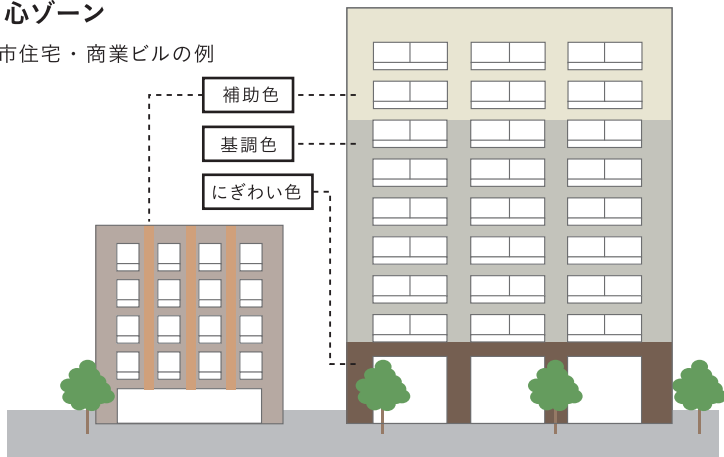 心ゾーン
市住宅・商業ビルの例
補助色
基調色
にぎわい色